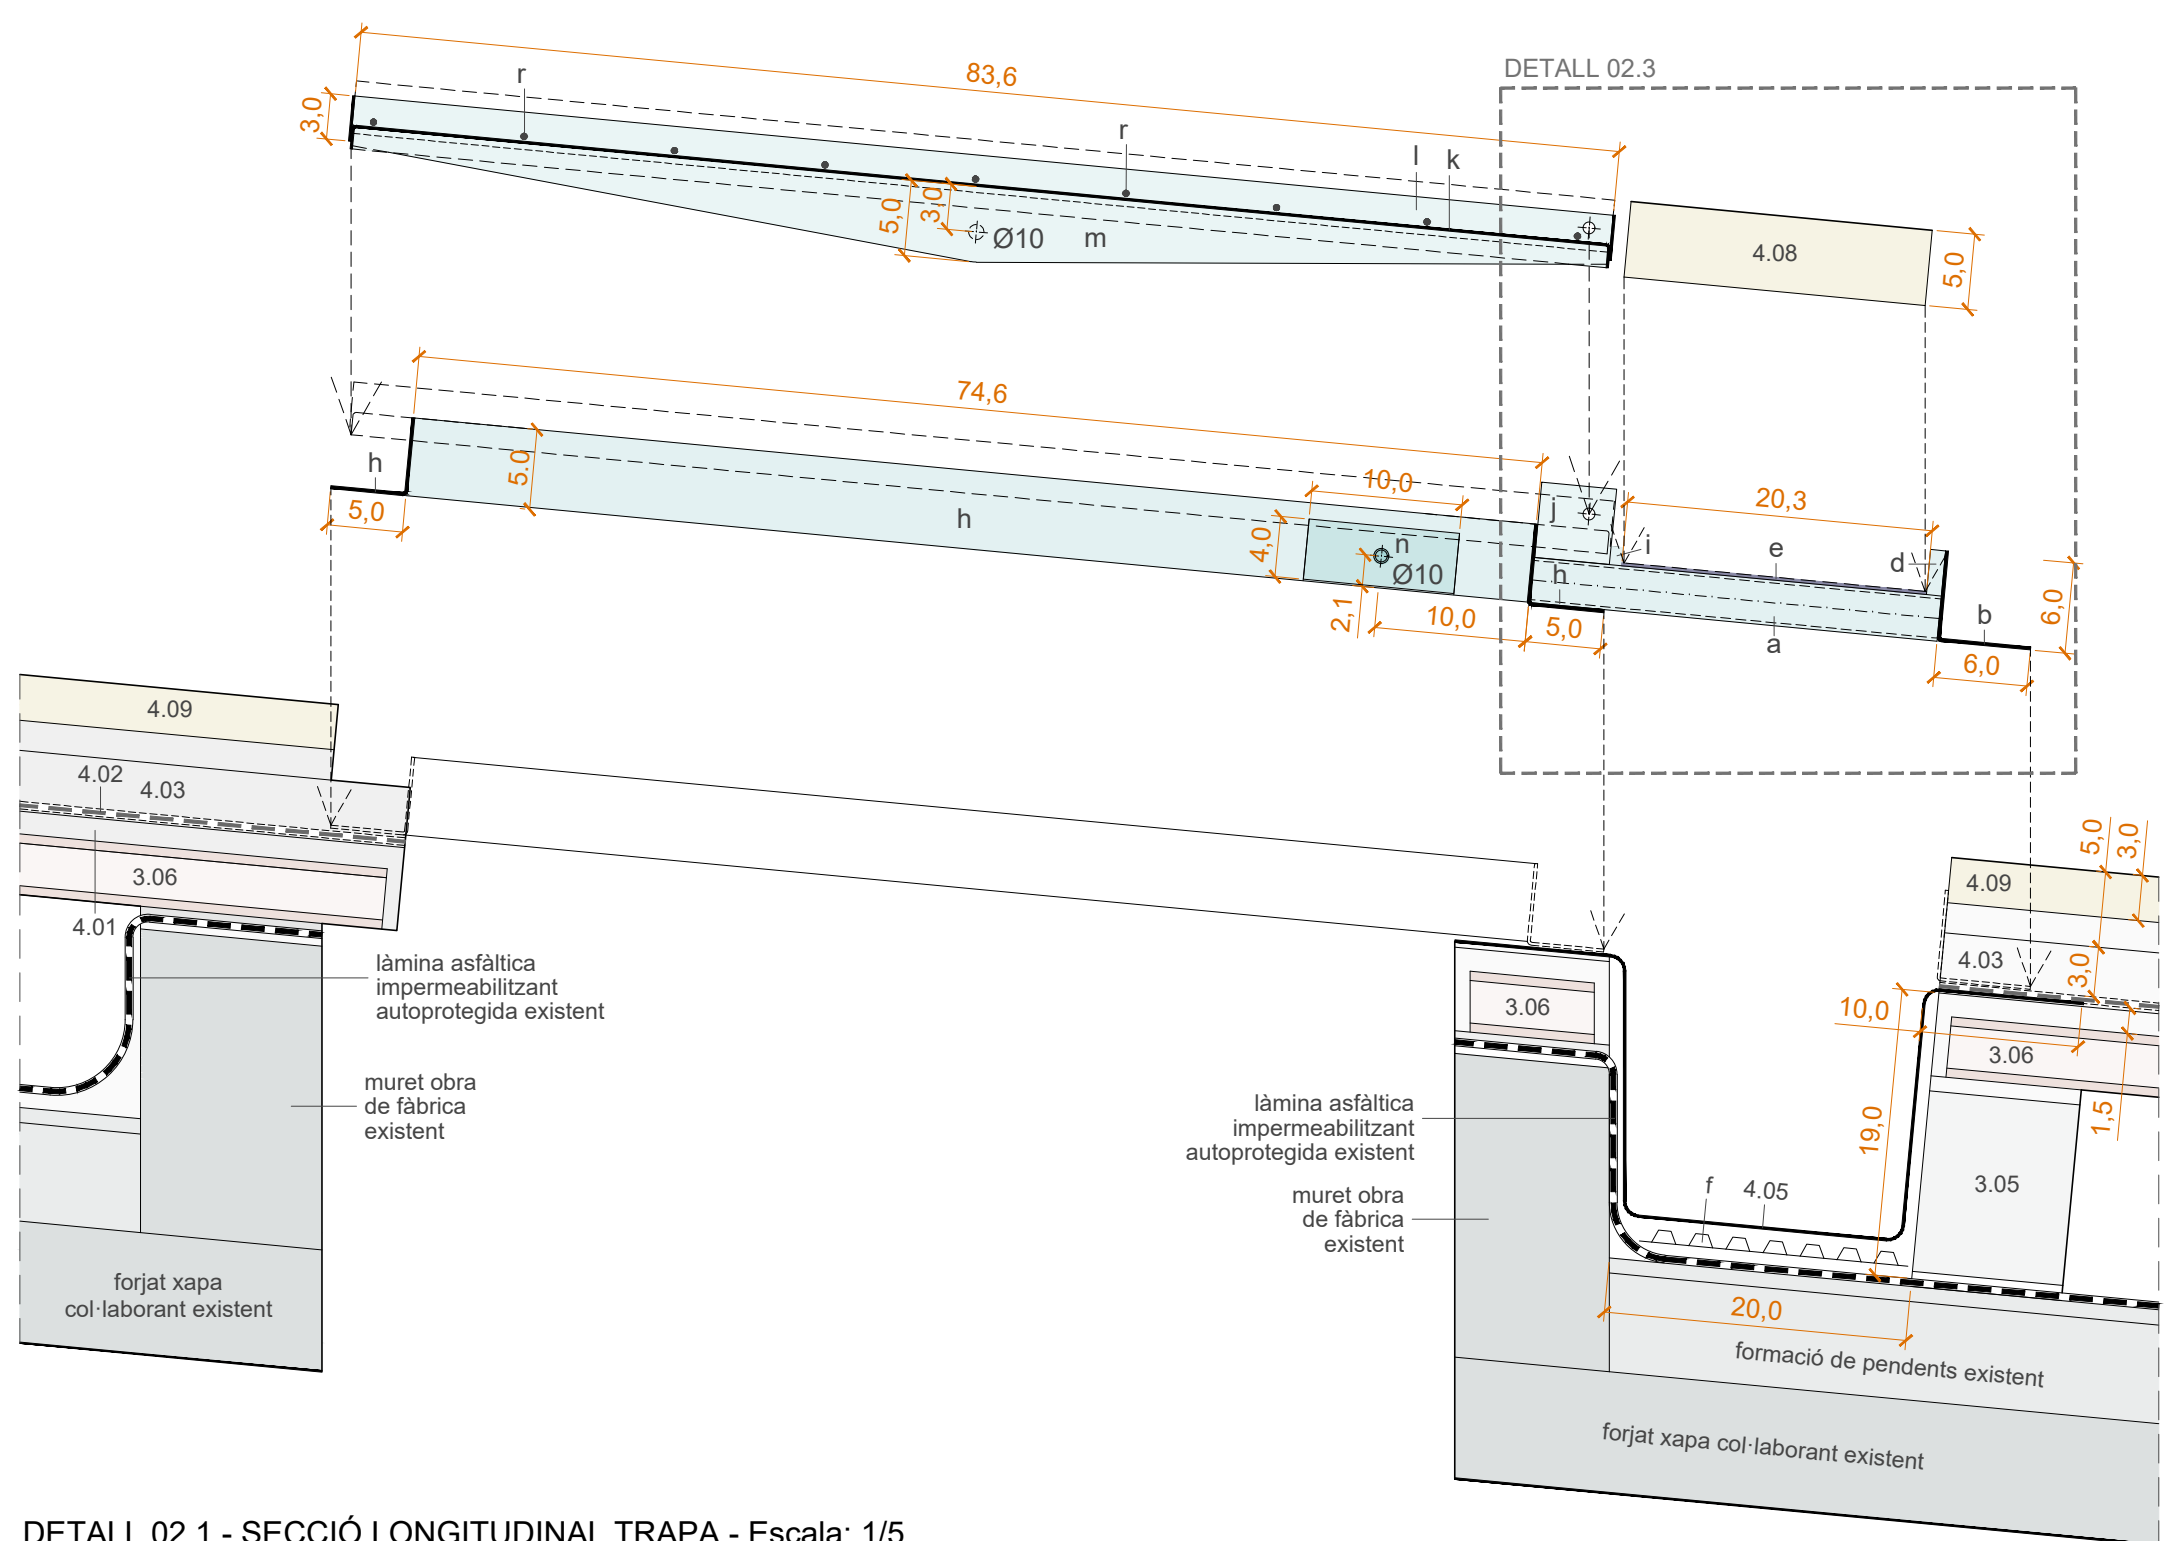 DETALL 02.3
83,6
r
3,0
r
l
k
5,0
3,0
Ø10
m
4.08
5,0
74,6
h
5,0
5.0
h
10,0
4,0
n
Ø10
2,1
10,0
j
i
h
5,0
20,3
e
d
a
b
6,0
6,0
4.09
4.02
4.03
3.06
4.01
làmina asfàltica
impermeabilitzant
autoprotegida existent
muret obra
de fàbrica
existent
forjat xapa
col·laborant existent
5,0
3,0
4.09
4.03
3,0
10,0
3.06
3.06
1,5
19,0
làmina asfàltica
impermeabilitzant
autoprotegida existent
muret obra
de fàbrica
existent
f
4.05
3.05
20,0
formació de pendents existent
forjat xapa col·laborant existent
DETALL 02.1 - SECCIÓ LONGITUDINAL TRAPA - Escala: 1/5